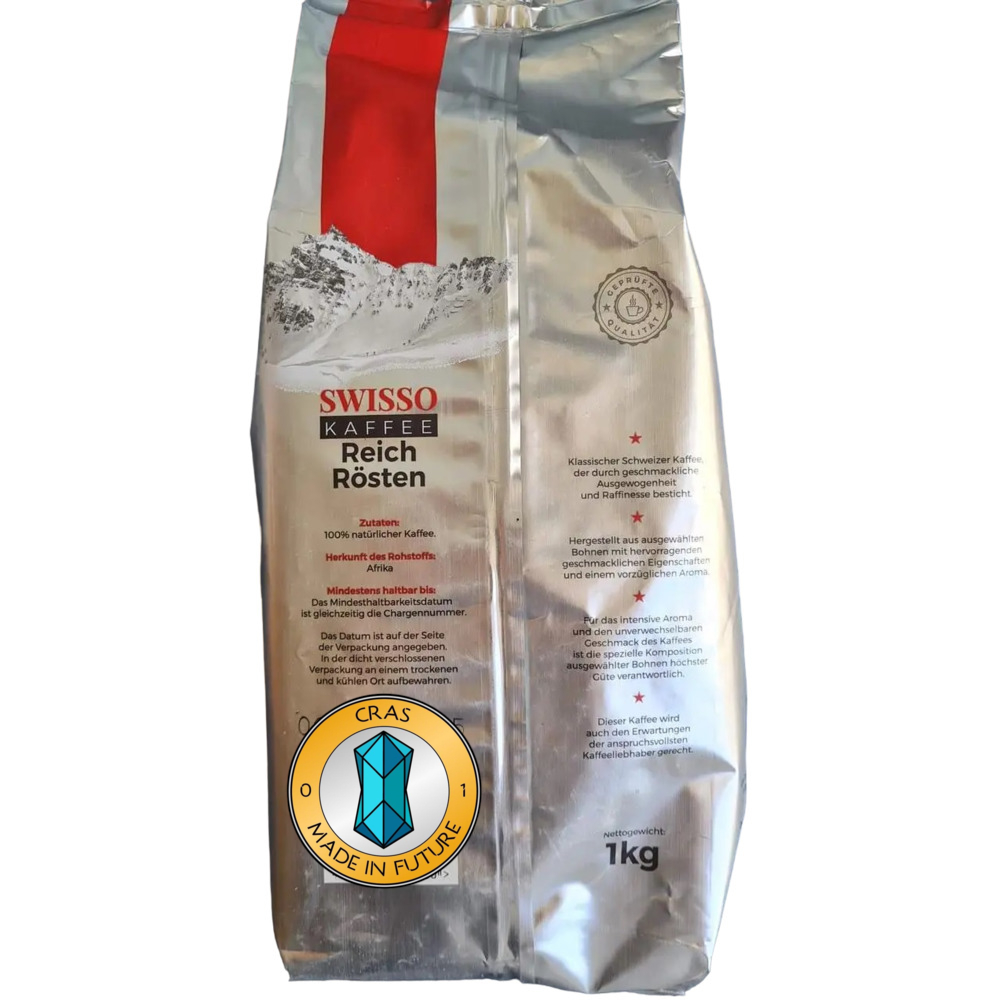 SWISSO
KAFFEE
Reich
Rösten
Zutaten:
100% natürlicher Kaffee.
Herkunft des Rohstoffs:
Afrika
Mindestens haltbar bis:
Das Mindesthaltbarkeitsdatum
ist gleichzeitig die Chargennummer.
Das Datum ist auf der Seite
der Verpackung angegeben.
In der dicht verschlossenen
Verpackung an einem trockenen
und kühlen Ort aufbewahren.
CRAS
0 1
MADE IN FUTURE
GEPRÜFTE
QUALITÄT
Klassischer Schweizer Kaffee,
der durch geschmackliche
Ausgewogenheit
und Raffinesse besticht.
Hergestellt aus ausgewählten
Bohnen mit hervorragenden
geschmacklichen Eigenschaften
und einem vorzüglichen Aroma.
Für das intensive Aroma
und den unverwechselbaren
Geschmack des Kaffees
ist die spezielle Komposition
ausgewählter Bohnen höchster
Güte verantwortlich.
Dieser Kaffee wird
auch den Erwartungen
der anspruchsvollsten
Kaffeeliebhaber gerecht.
Nettogewicht:
1kg